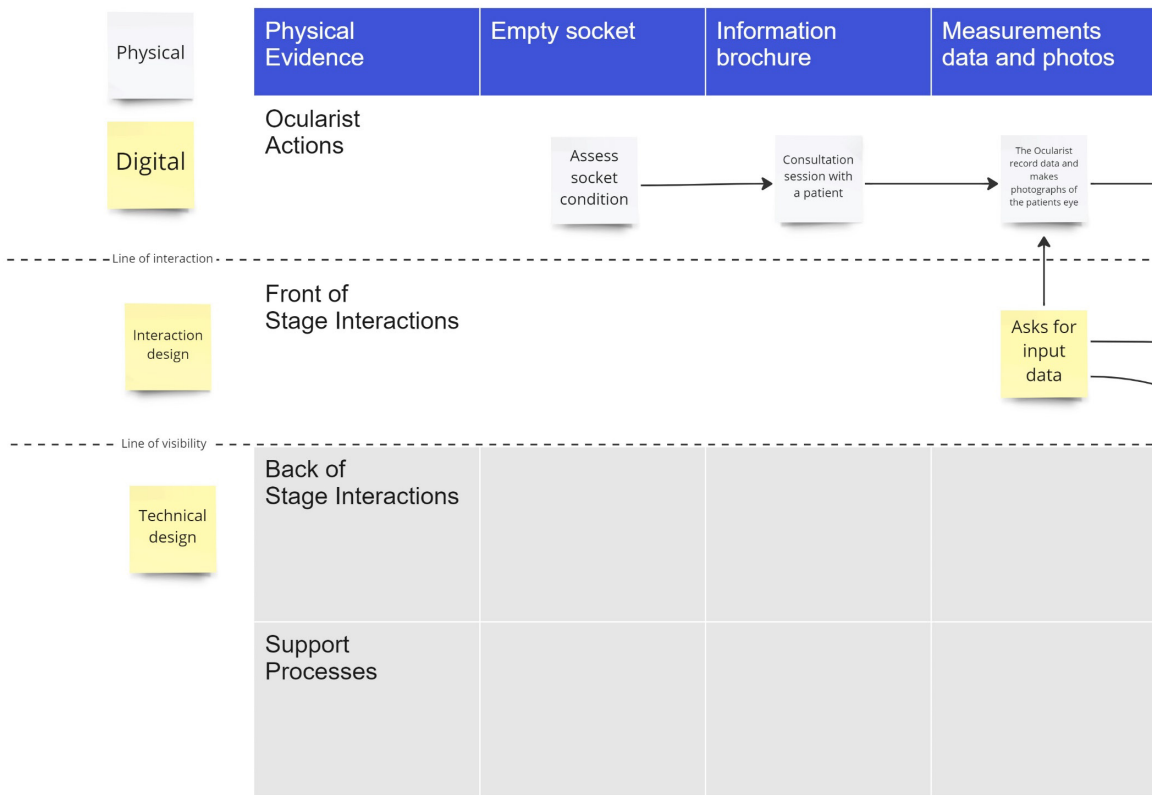 Physical
Digital
Physical
Evidence
Empty socket
Information
brochure
Measurements
data and photos
Ocularist
Actions
Assess
socket
condition
Consultation
session with
a patient
The Ocularist
record data and
makes
photographs of
the patients eye
Line of interaction
Interaction
design
Front of
Stage Interactions
Asks for
input
data
Line of visibility
Technical
design
Back of
Stage Interactions
Support
Processes